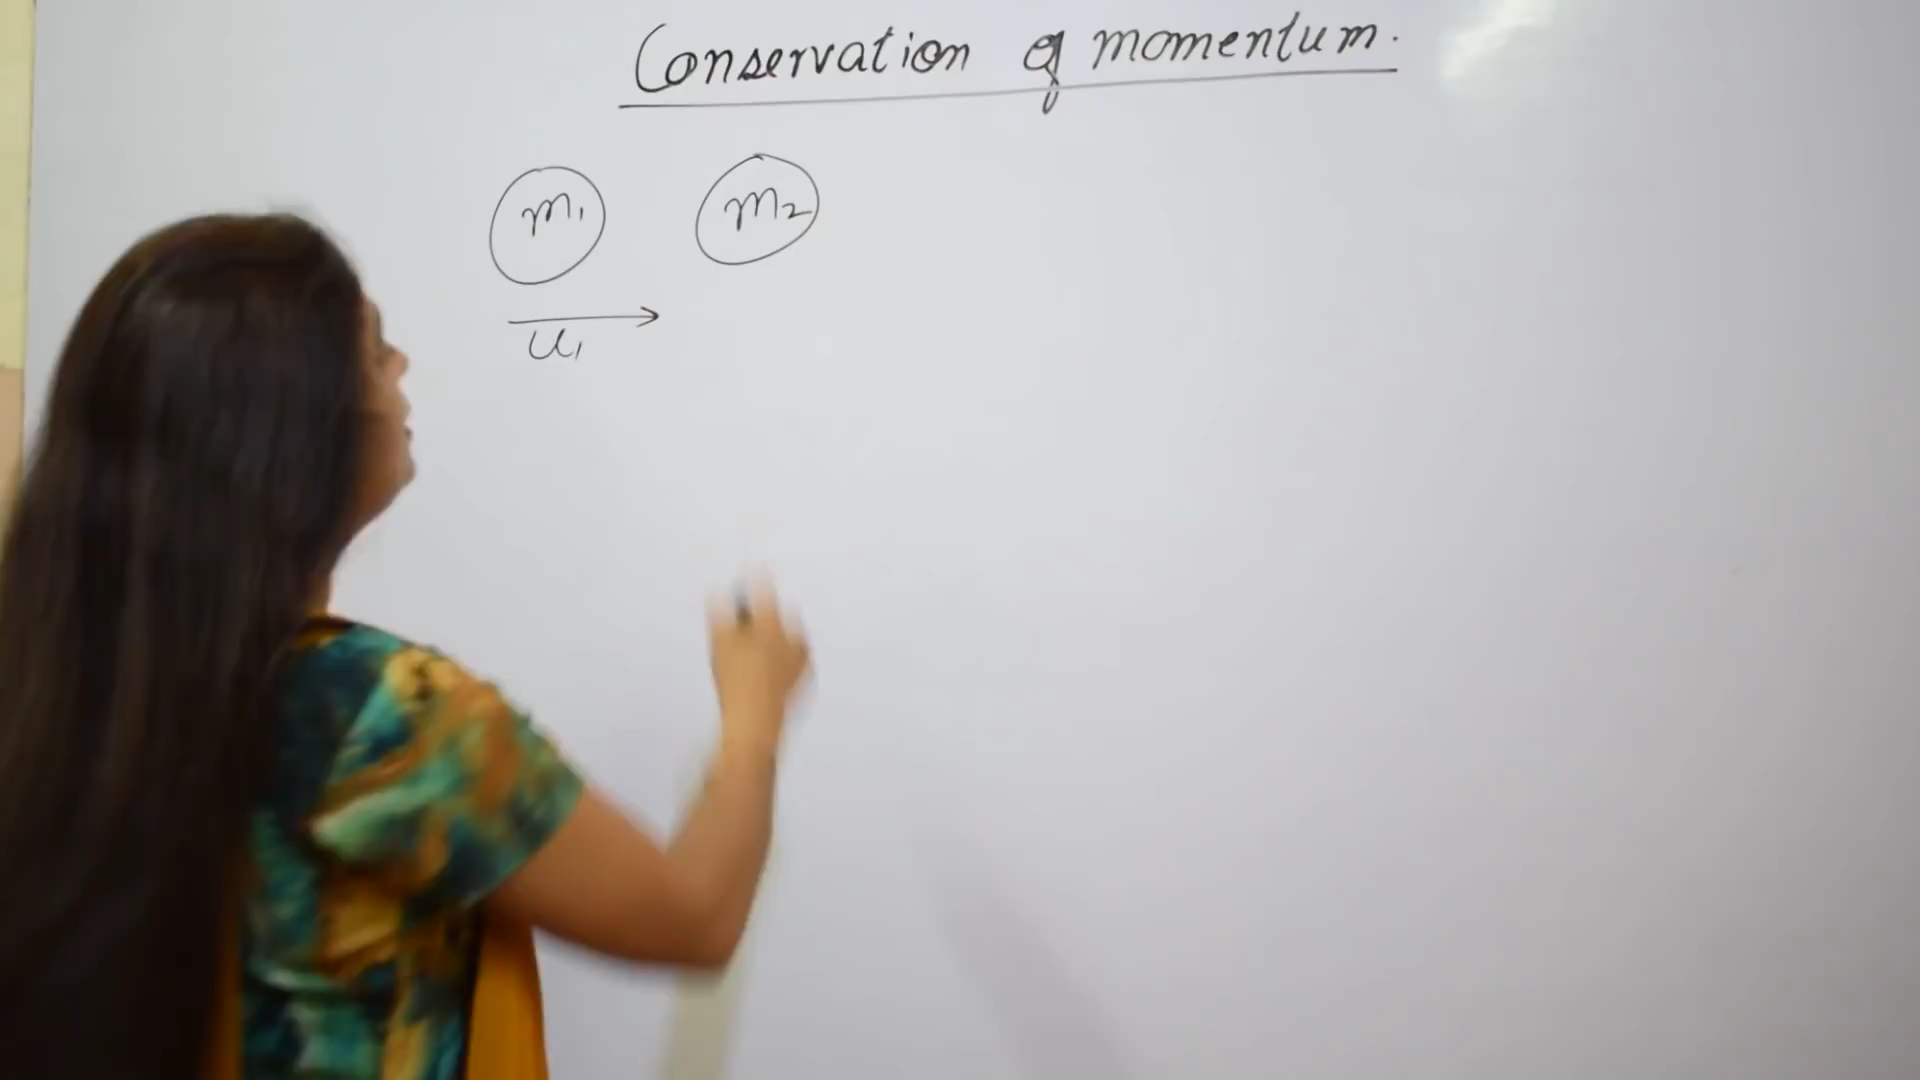 Conservation of momentum.
m₁ m₂
u₁